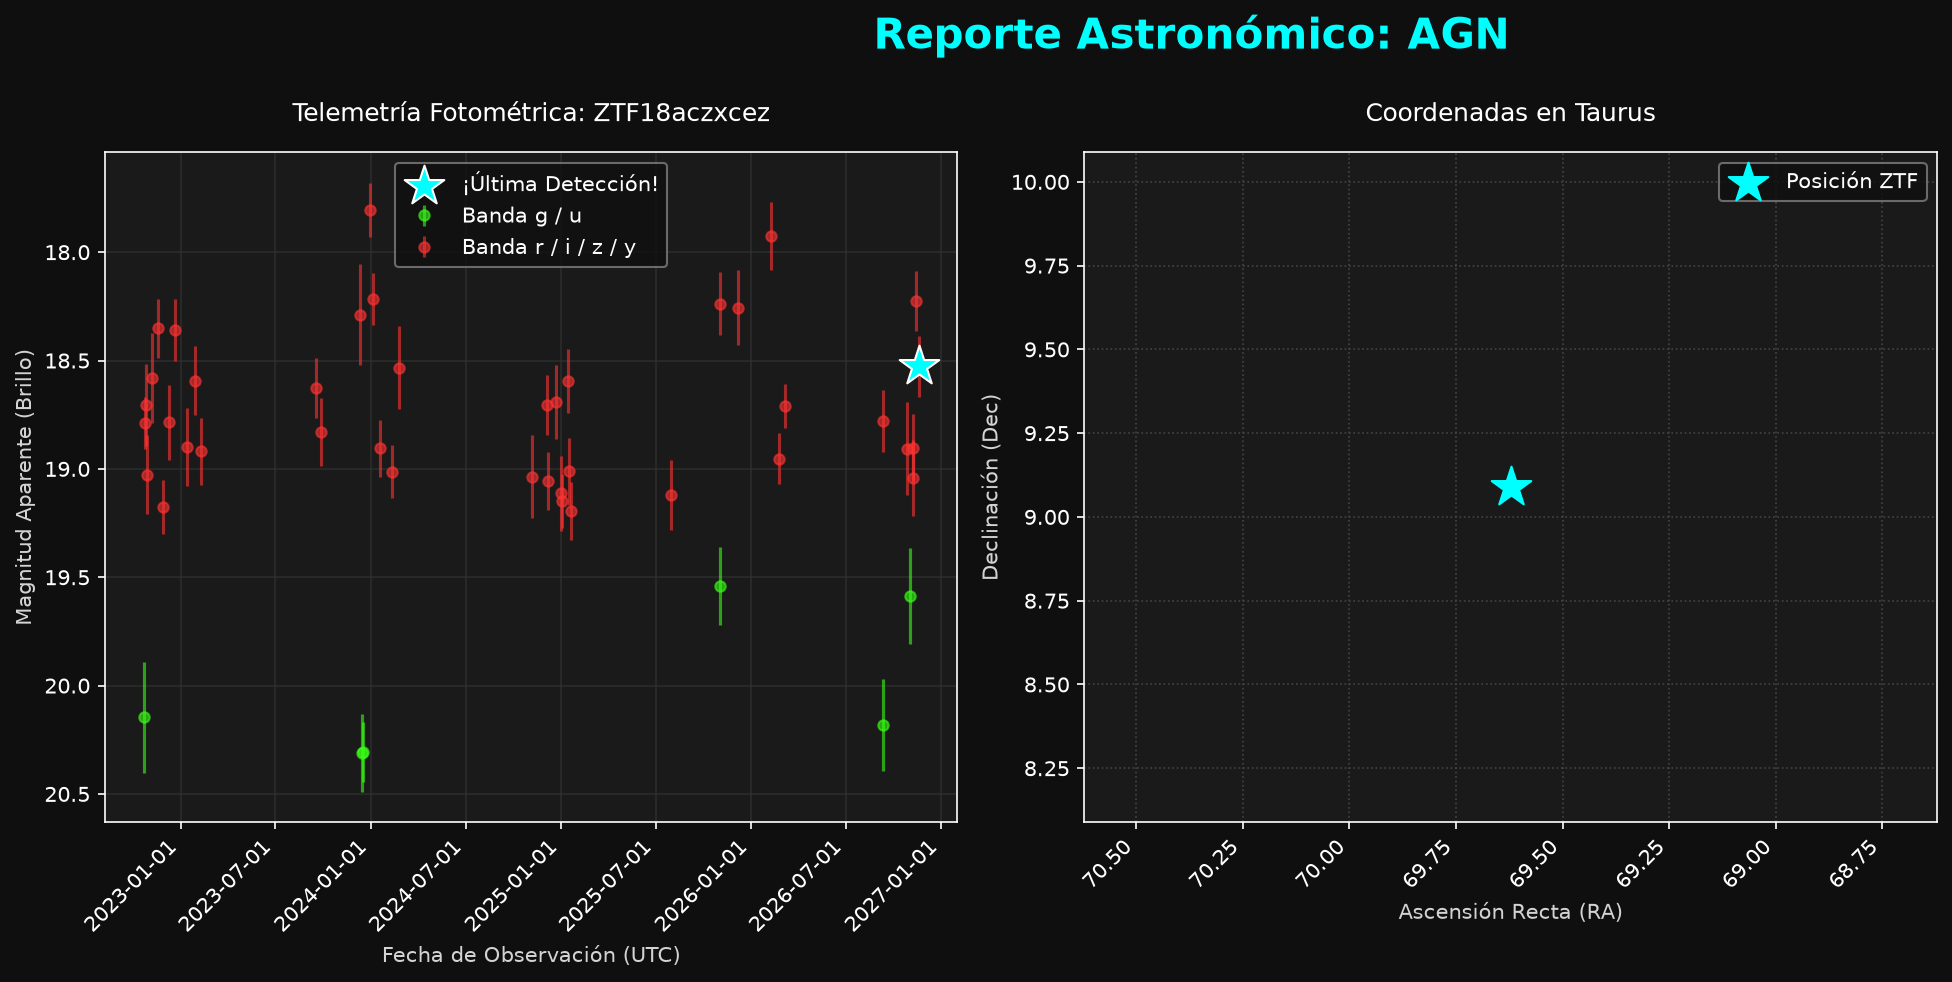 Reporte Astronómico: AGN
Telemetría Fotométrica: ZTF18aczxcez
¡Última Detección!
Banda g / u
Banda r / i / z / y
Magnitud Aparente (Brillo)
18.0
18.5
19.0
19.5
20.0
20.5
2023-01-01
2023-07-01
2024-01-01
2024-07-01
2025-01-01
2025-07-01
2026-01-01
2026-07-01
2027-01-01
Fecha de Observación (UTC)
Coordenadas en Taurus
Posición ZTF
Declinación (Dec)
10.00
9.75
9.50
9.25
9.00
8.75
8.50
8.25
70.50
70.25
70.00
69.75
69.50
69.25
69.00
68.75
Ascensión Recta (RA)